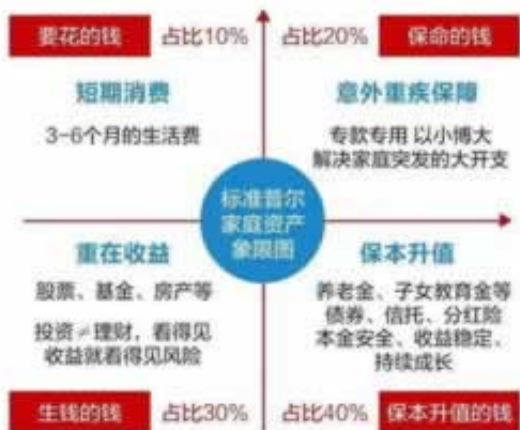 要花的钱 占比10%
占比20% 保命的钱
短期消费
3-6个月的生活费
意外重疾保障
专款专用 以小博大
解决家庭突发的大开支
标准普尔
家庭资产
象限图
重在收益
股票、基金、房产等
投资≠理财，看得见
收益就看得见风险
保本升值
养老金、子女教育金等
债券、信托、分红险
本金安全、收益稳定、
持续成长
生钱的钱 占比30%
占比40% 保本升值的钱